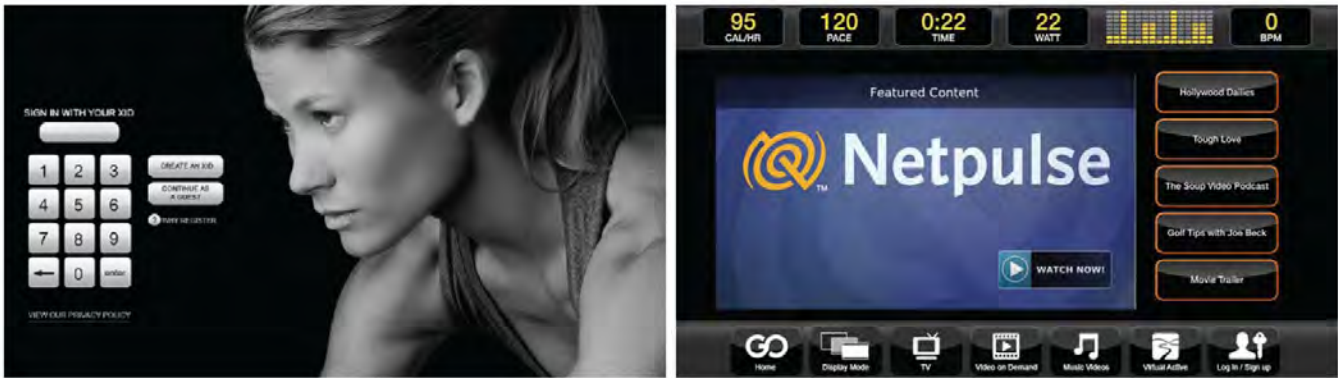 SIGN IN WITH YOUR XID
1 2 3
4 5 6
7 8 9
0 enter
CREATE AN XID
CONTINUE AS
A GUEST
WHY REGISTER
VIEW OUR PRIVACY POLICY
95
CAL/HR
120
PACE
0:22
TIME
22
WATT
0
BPM
Featured Content
Netpulse
TM
WATCH NOW!
Hollywood Dailies
Tough Love
The Soup Video Podcast
Golf Tips with Joe Beck
Movie Trailer
GO
Home
Display Mode
TV
Video on Demand
Music Videos
Virtual Active
Log In / Sign up